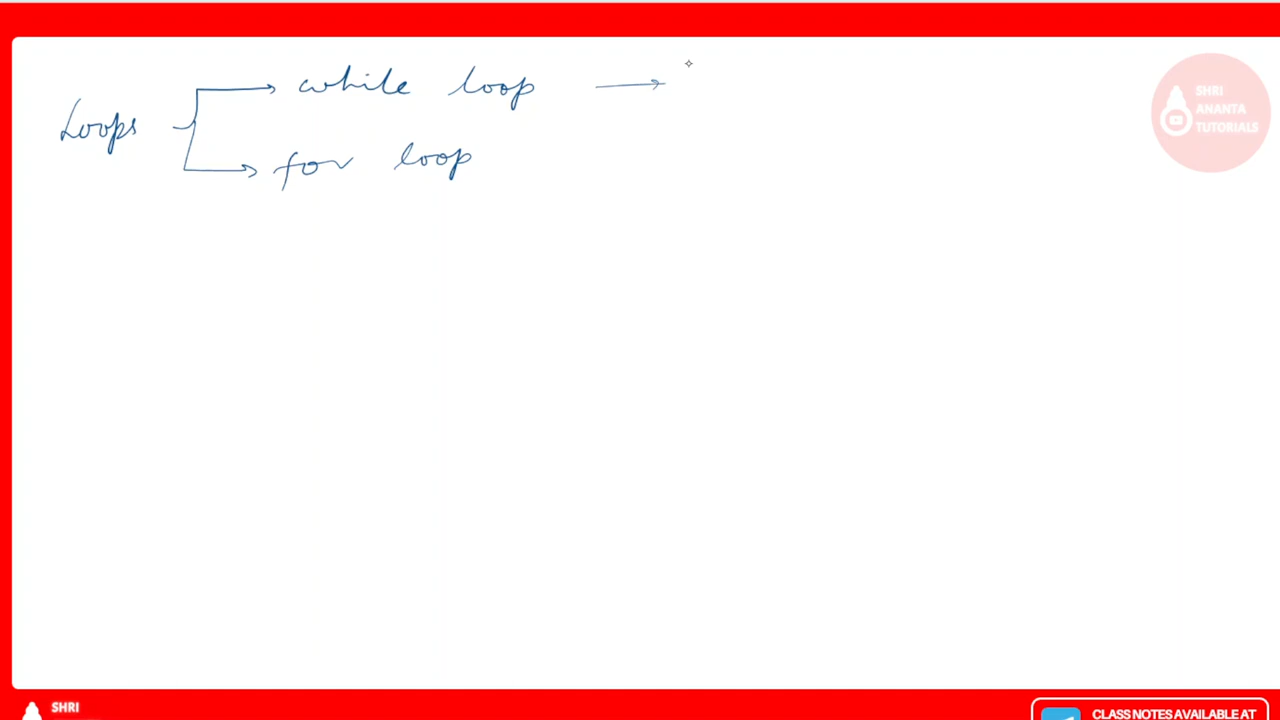 while loop
Loops
for loop
SHRI
ANANTA
TUTORIALS
SHRI
CLASS NOTES AVAILABLE AT